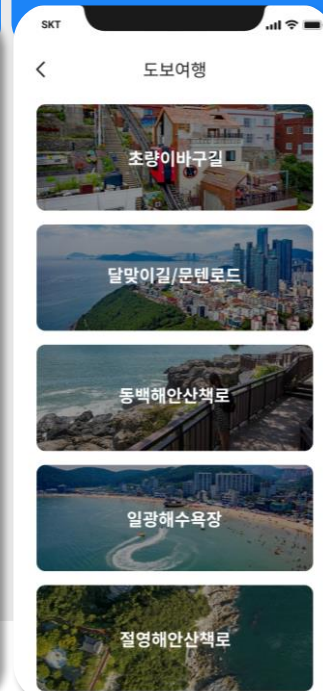 SKT
도보여행
초량이바구길
달맞이길/문텐로드
동백해안산책로
일광해수욕장
절영해안산책로